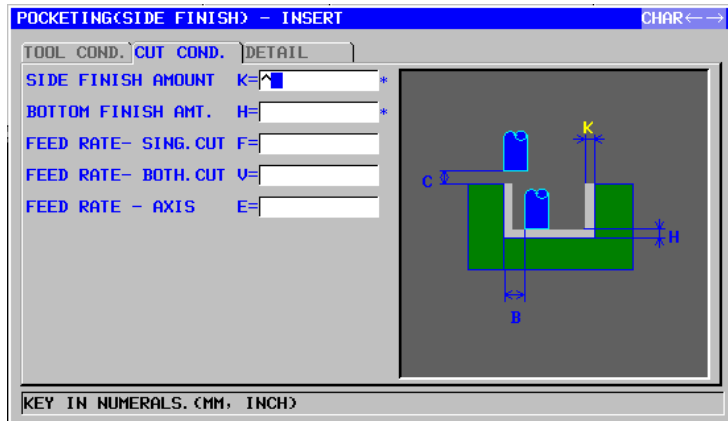 POCKETING(SIDE FINISH) - INSERT CHAR←→
TOOL COND. CUT COND. DETAIL
SIDE FINISH AMOUNT K=^ *
BOTTOM FINISH AMT. H= *
FEED RATE- SING.CUT F=
FEED RATE- BOTH.CUT V=
FEED RATE - AXIS E=
K
C
H
B
KEY IN NUMERALS.(MM, INCH)